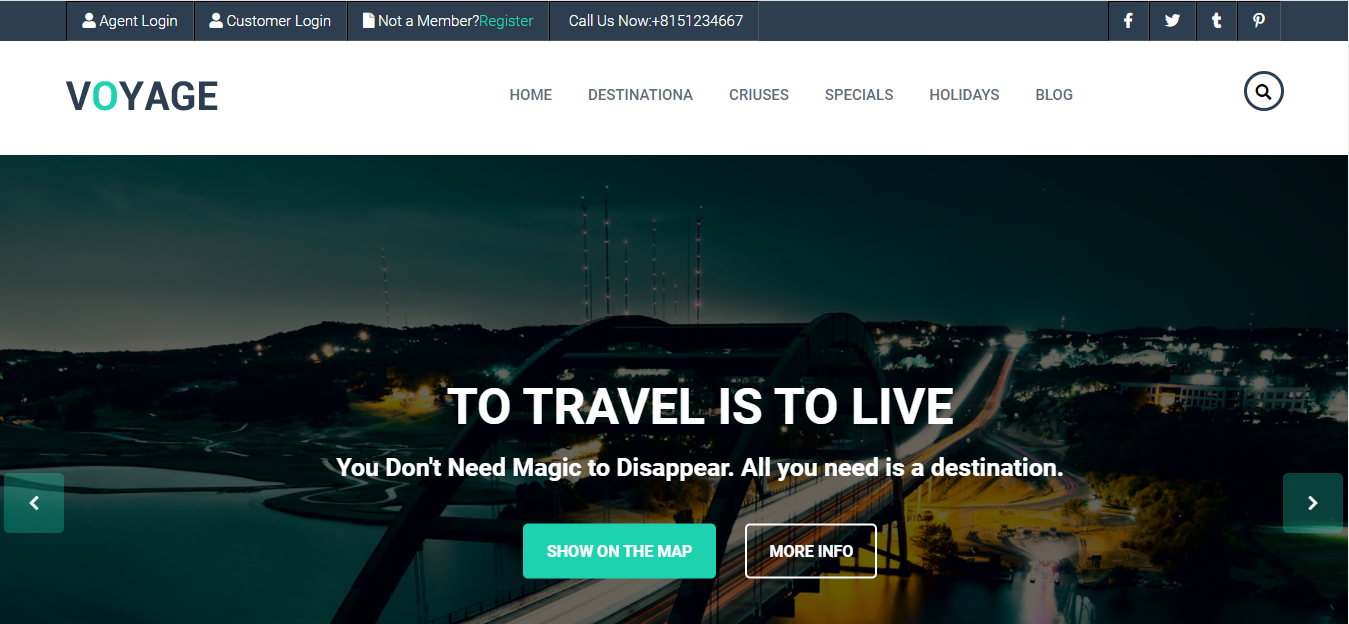 Agent Login Customer Login Not a Member?Register Call Us Now:+8151234667
VOYAGE HOME DESTINATIONA CRIUSES SPECIALS HOLIDAYS BLOG
TO TRAVEL IS TO LIVE
You Don't Need Magic to Disappear. All you need is a destination.
SHOW ON THE MAP MORE INFO